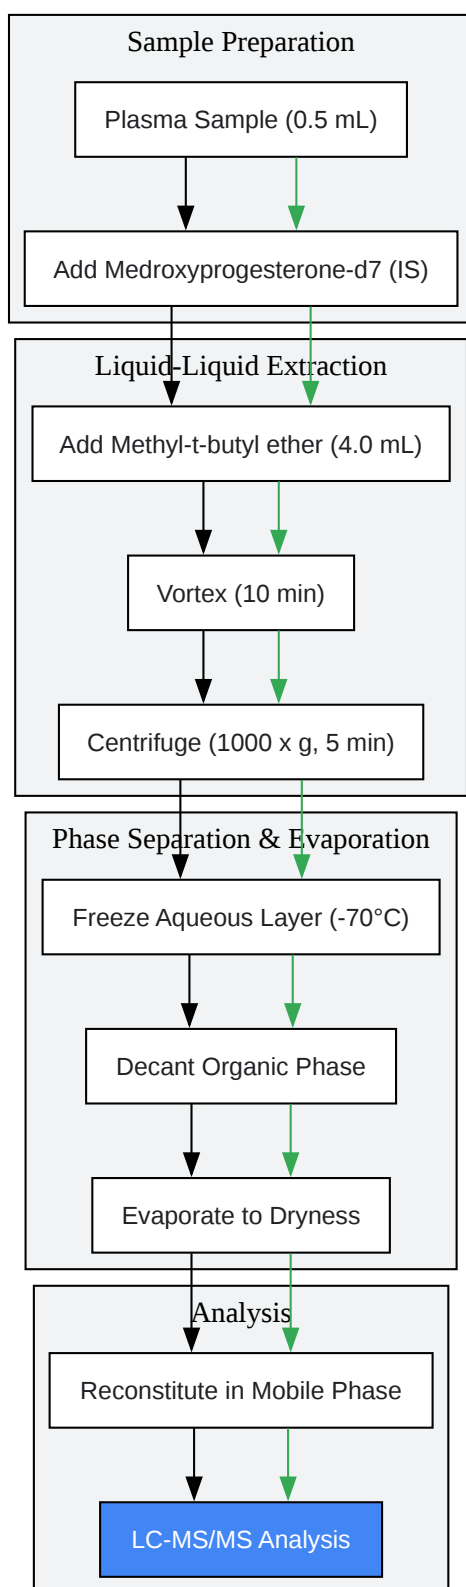 Sample Preparation
Plasma Sample (0.5 mL)
Add Medroxyprogesterone-d7 (IS)
Liquid-Liquid Extraction
Add Methyl-t-butyl ether (4.0 mL)
Vortex (10 min)
Centrifuge (1000 x g, 5 min)
Phase Separation & Evaporation
Freeze Aqueous Layer (-70°C)
Decant Organic Phase
Evaporate to Dryness
Analysis
Reconstitute in Mobile Phase
LC-MS/MS Analysis